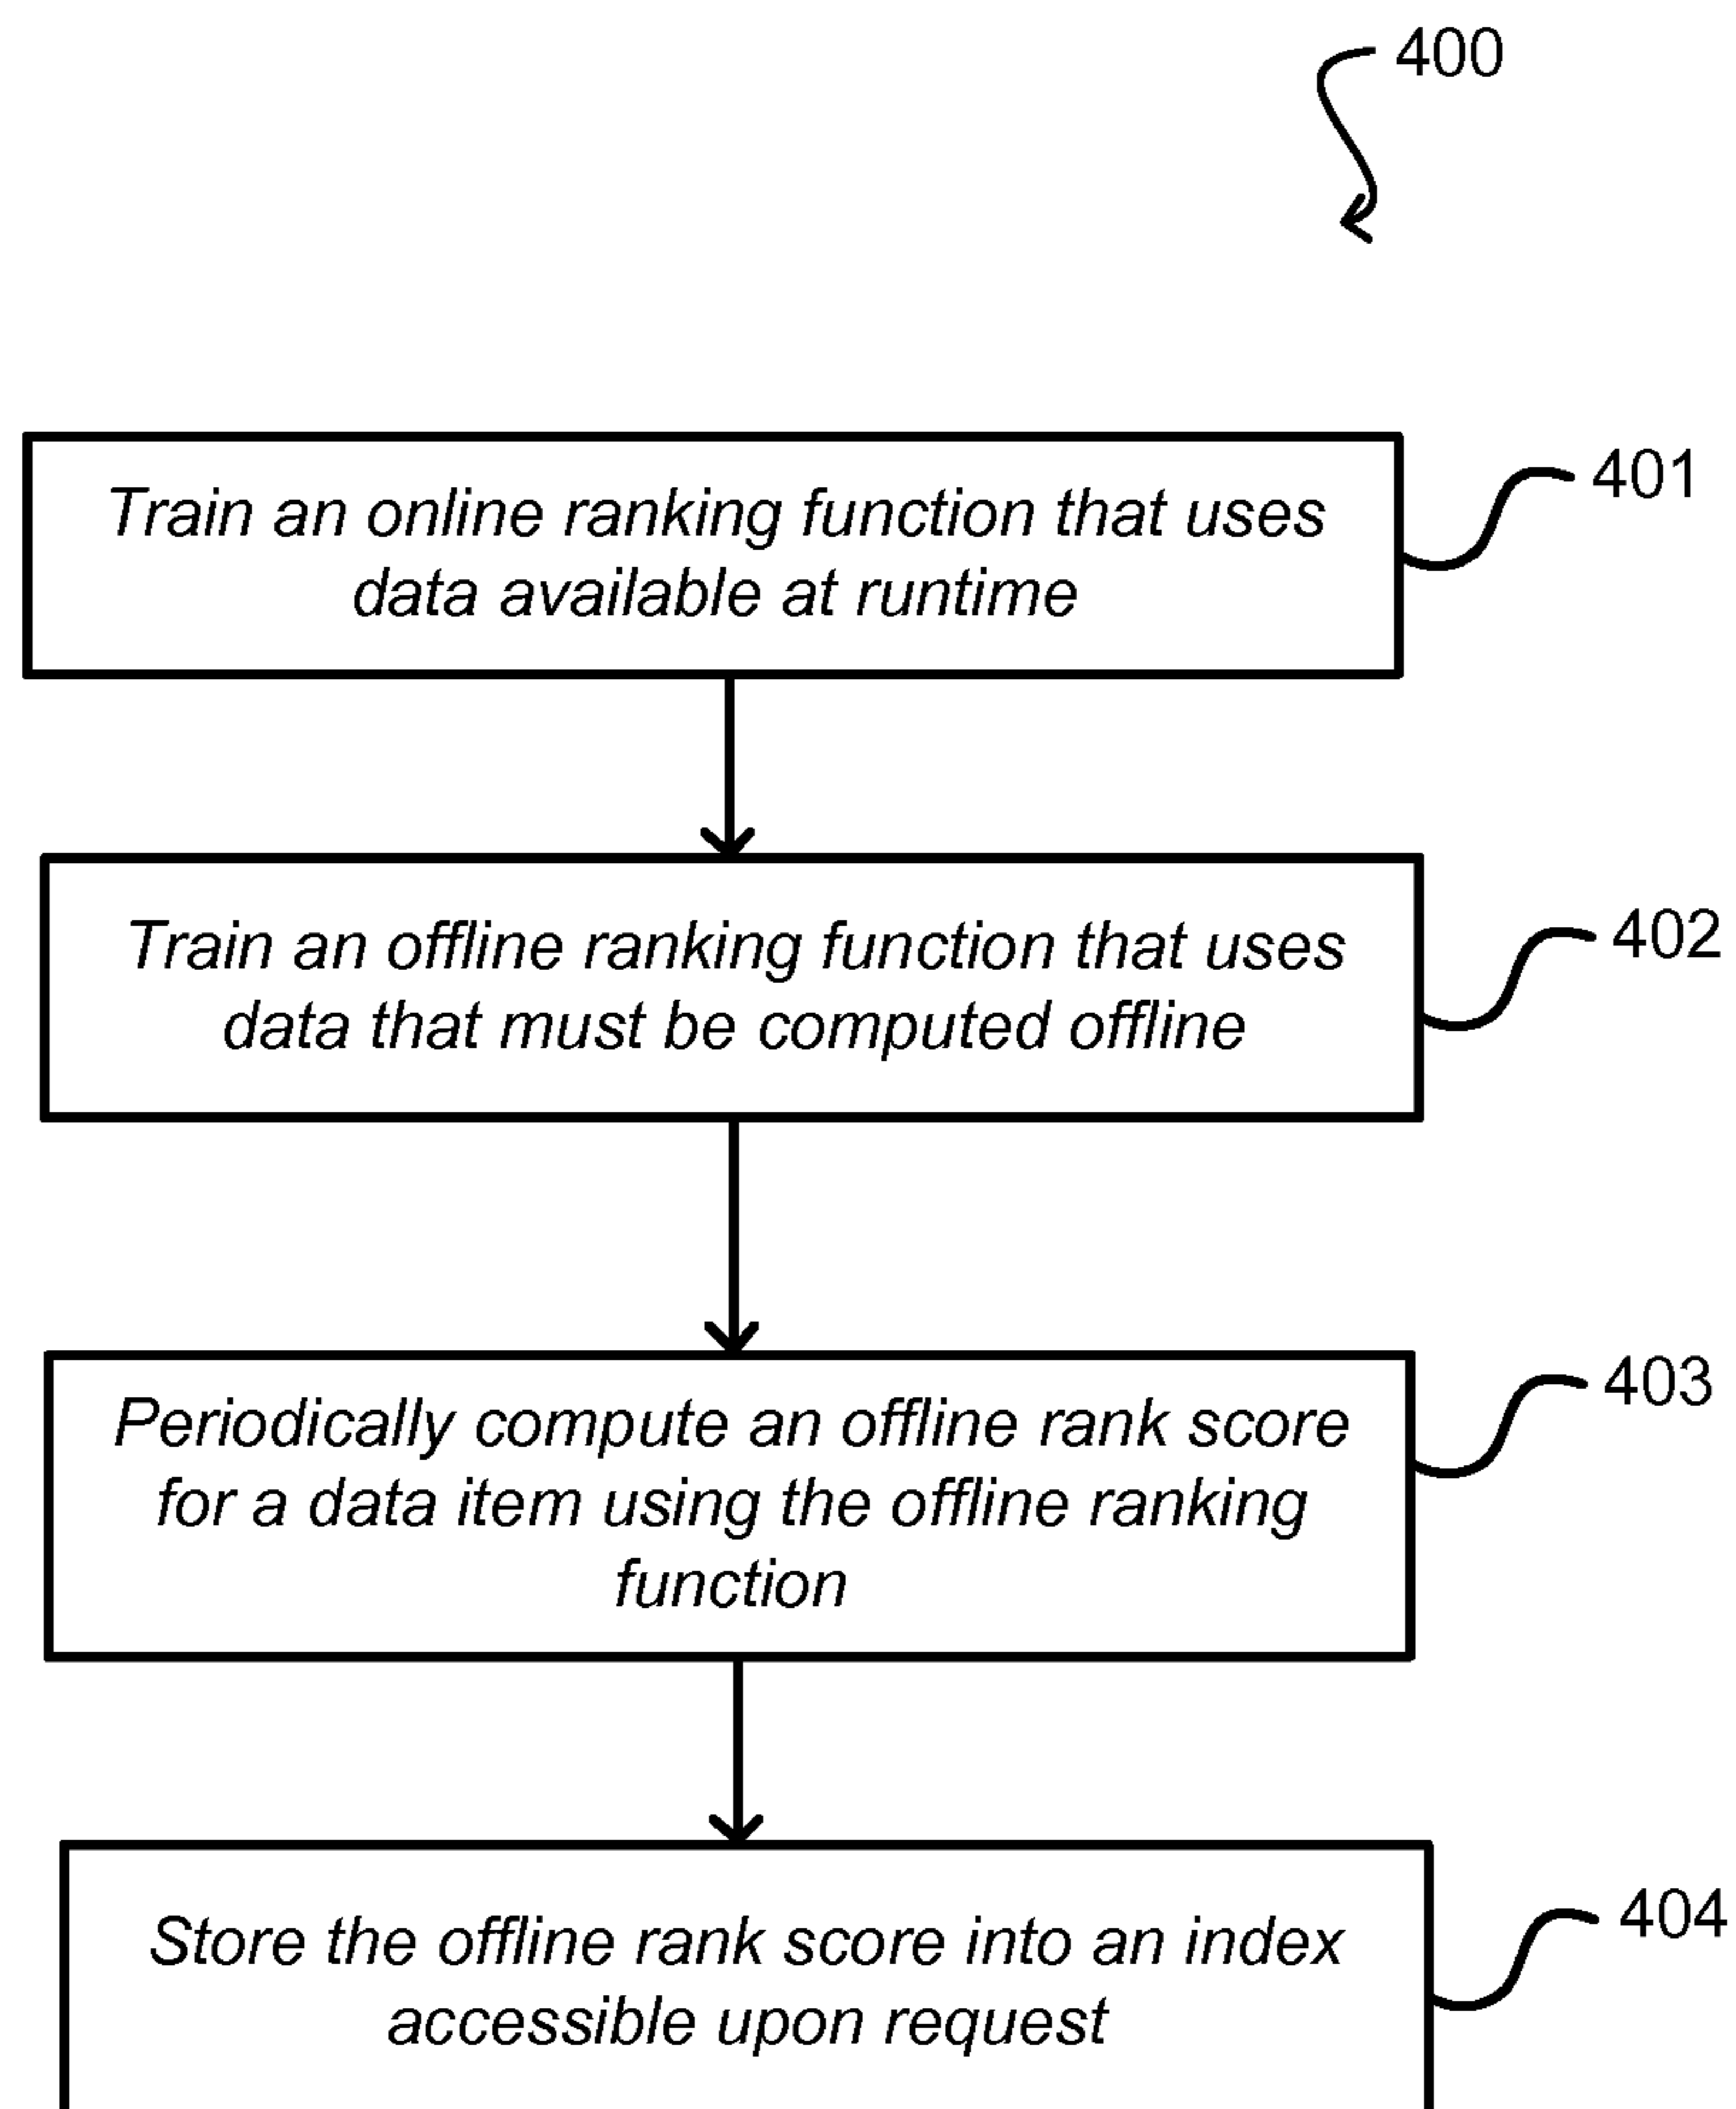 400
Train an online ranking function that uses
data available at runtime
401
Train an offline ranking function that uses
data that must be computed offline
402
Periodically compute an offline rank score
for a data item using the offline ranking
function
403
Store the offline rank score into an index
accessible upon request
404